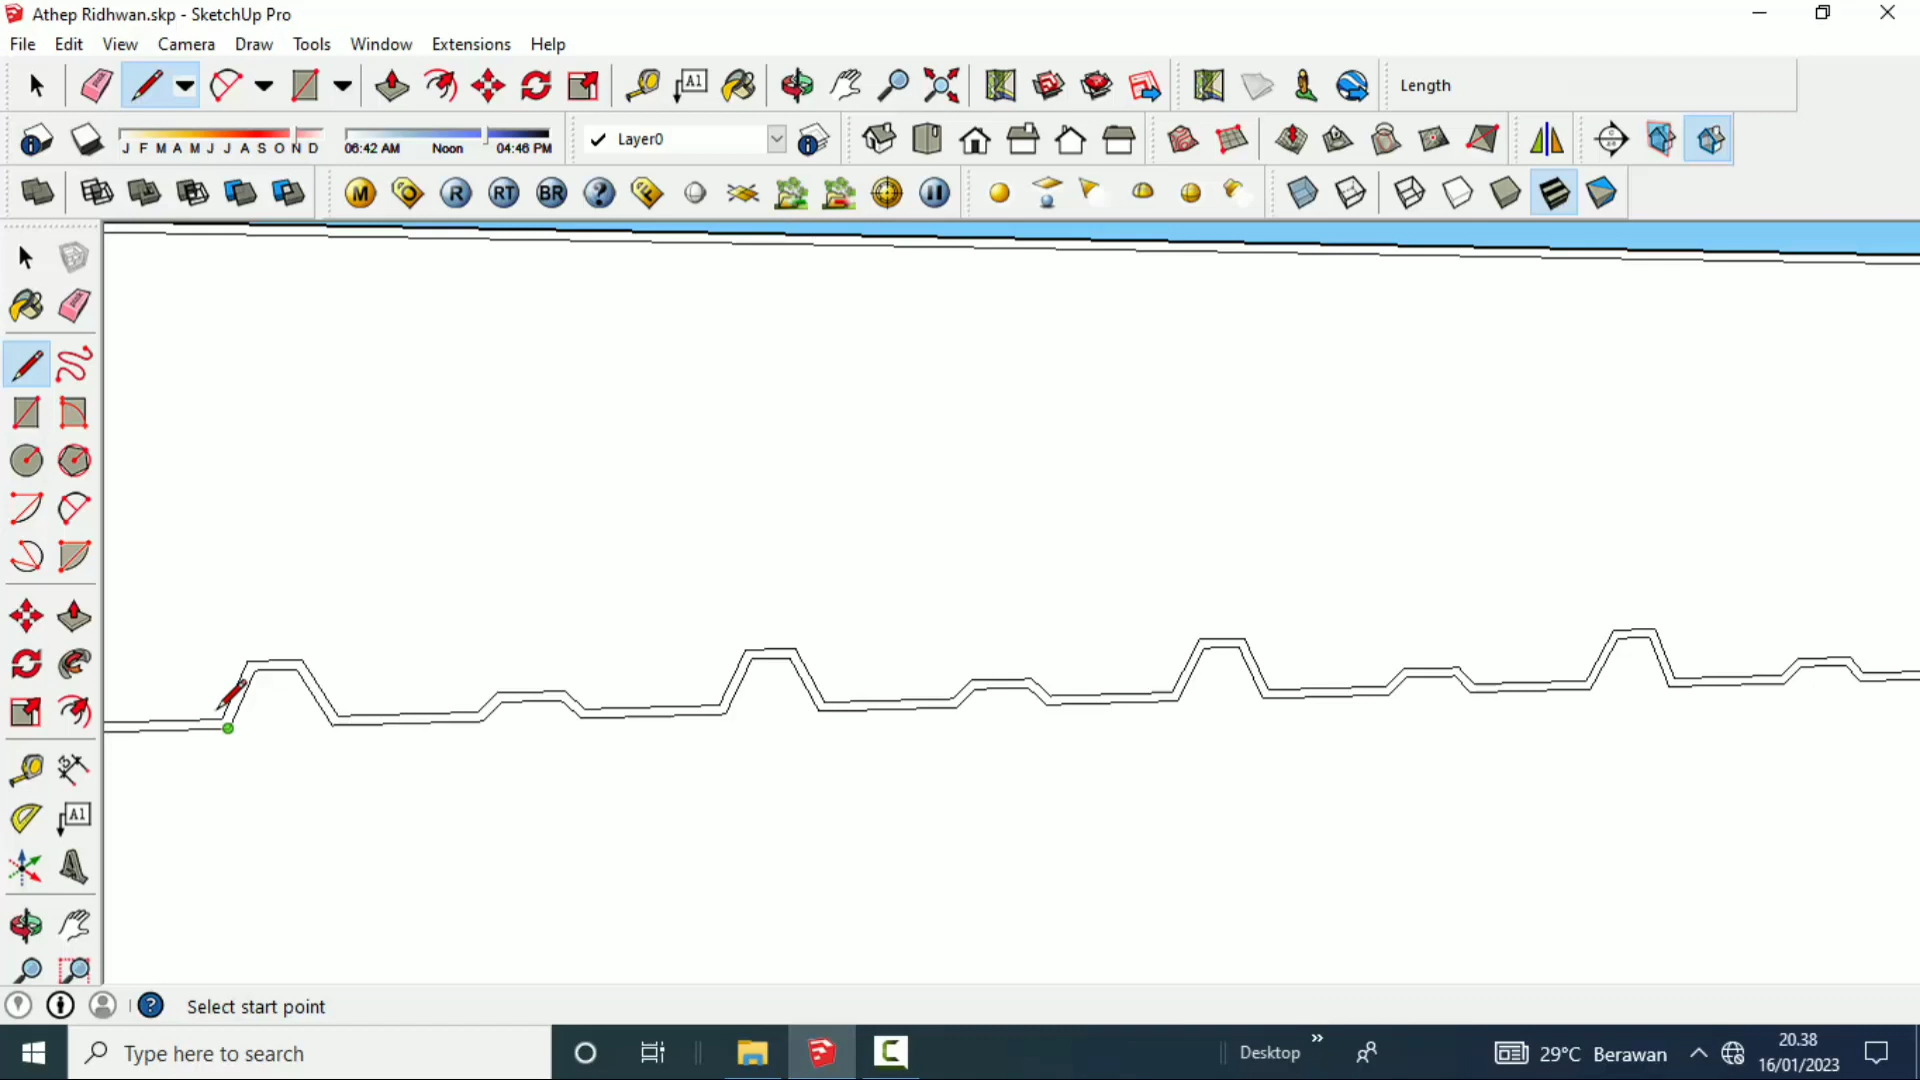 Athep Ridhwan.skp - SketchUp Pro
File Edit View Camera Draw Tools Window Extensions Help
A1
Length
J F M A M J J A S O N D
06:42 AM Noon 04:46 PM
Layer0
M O R RT BR ? F
A1
Select start point
Type here to search
Desktop
29°C Berawan
20.38
16/01/2023